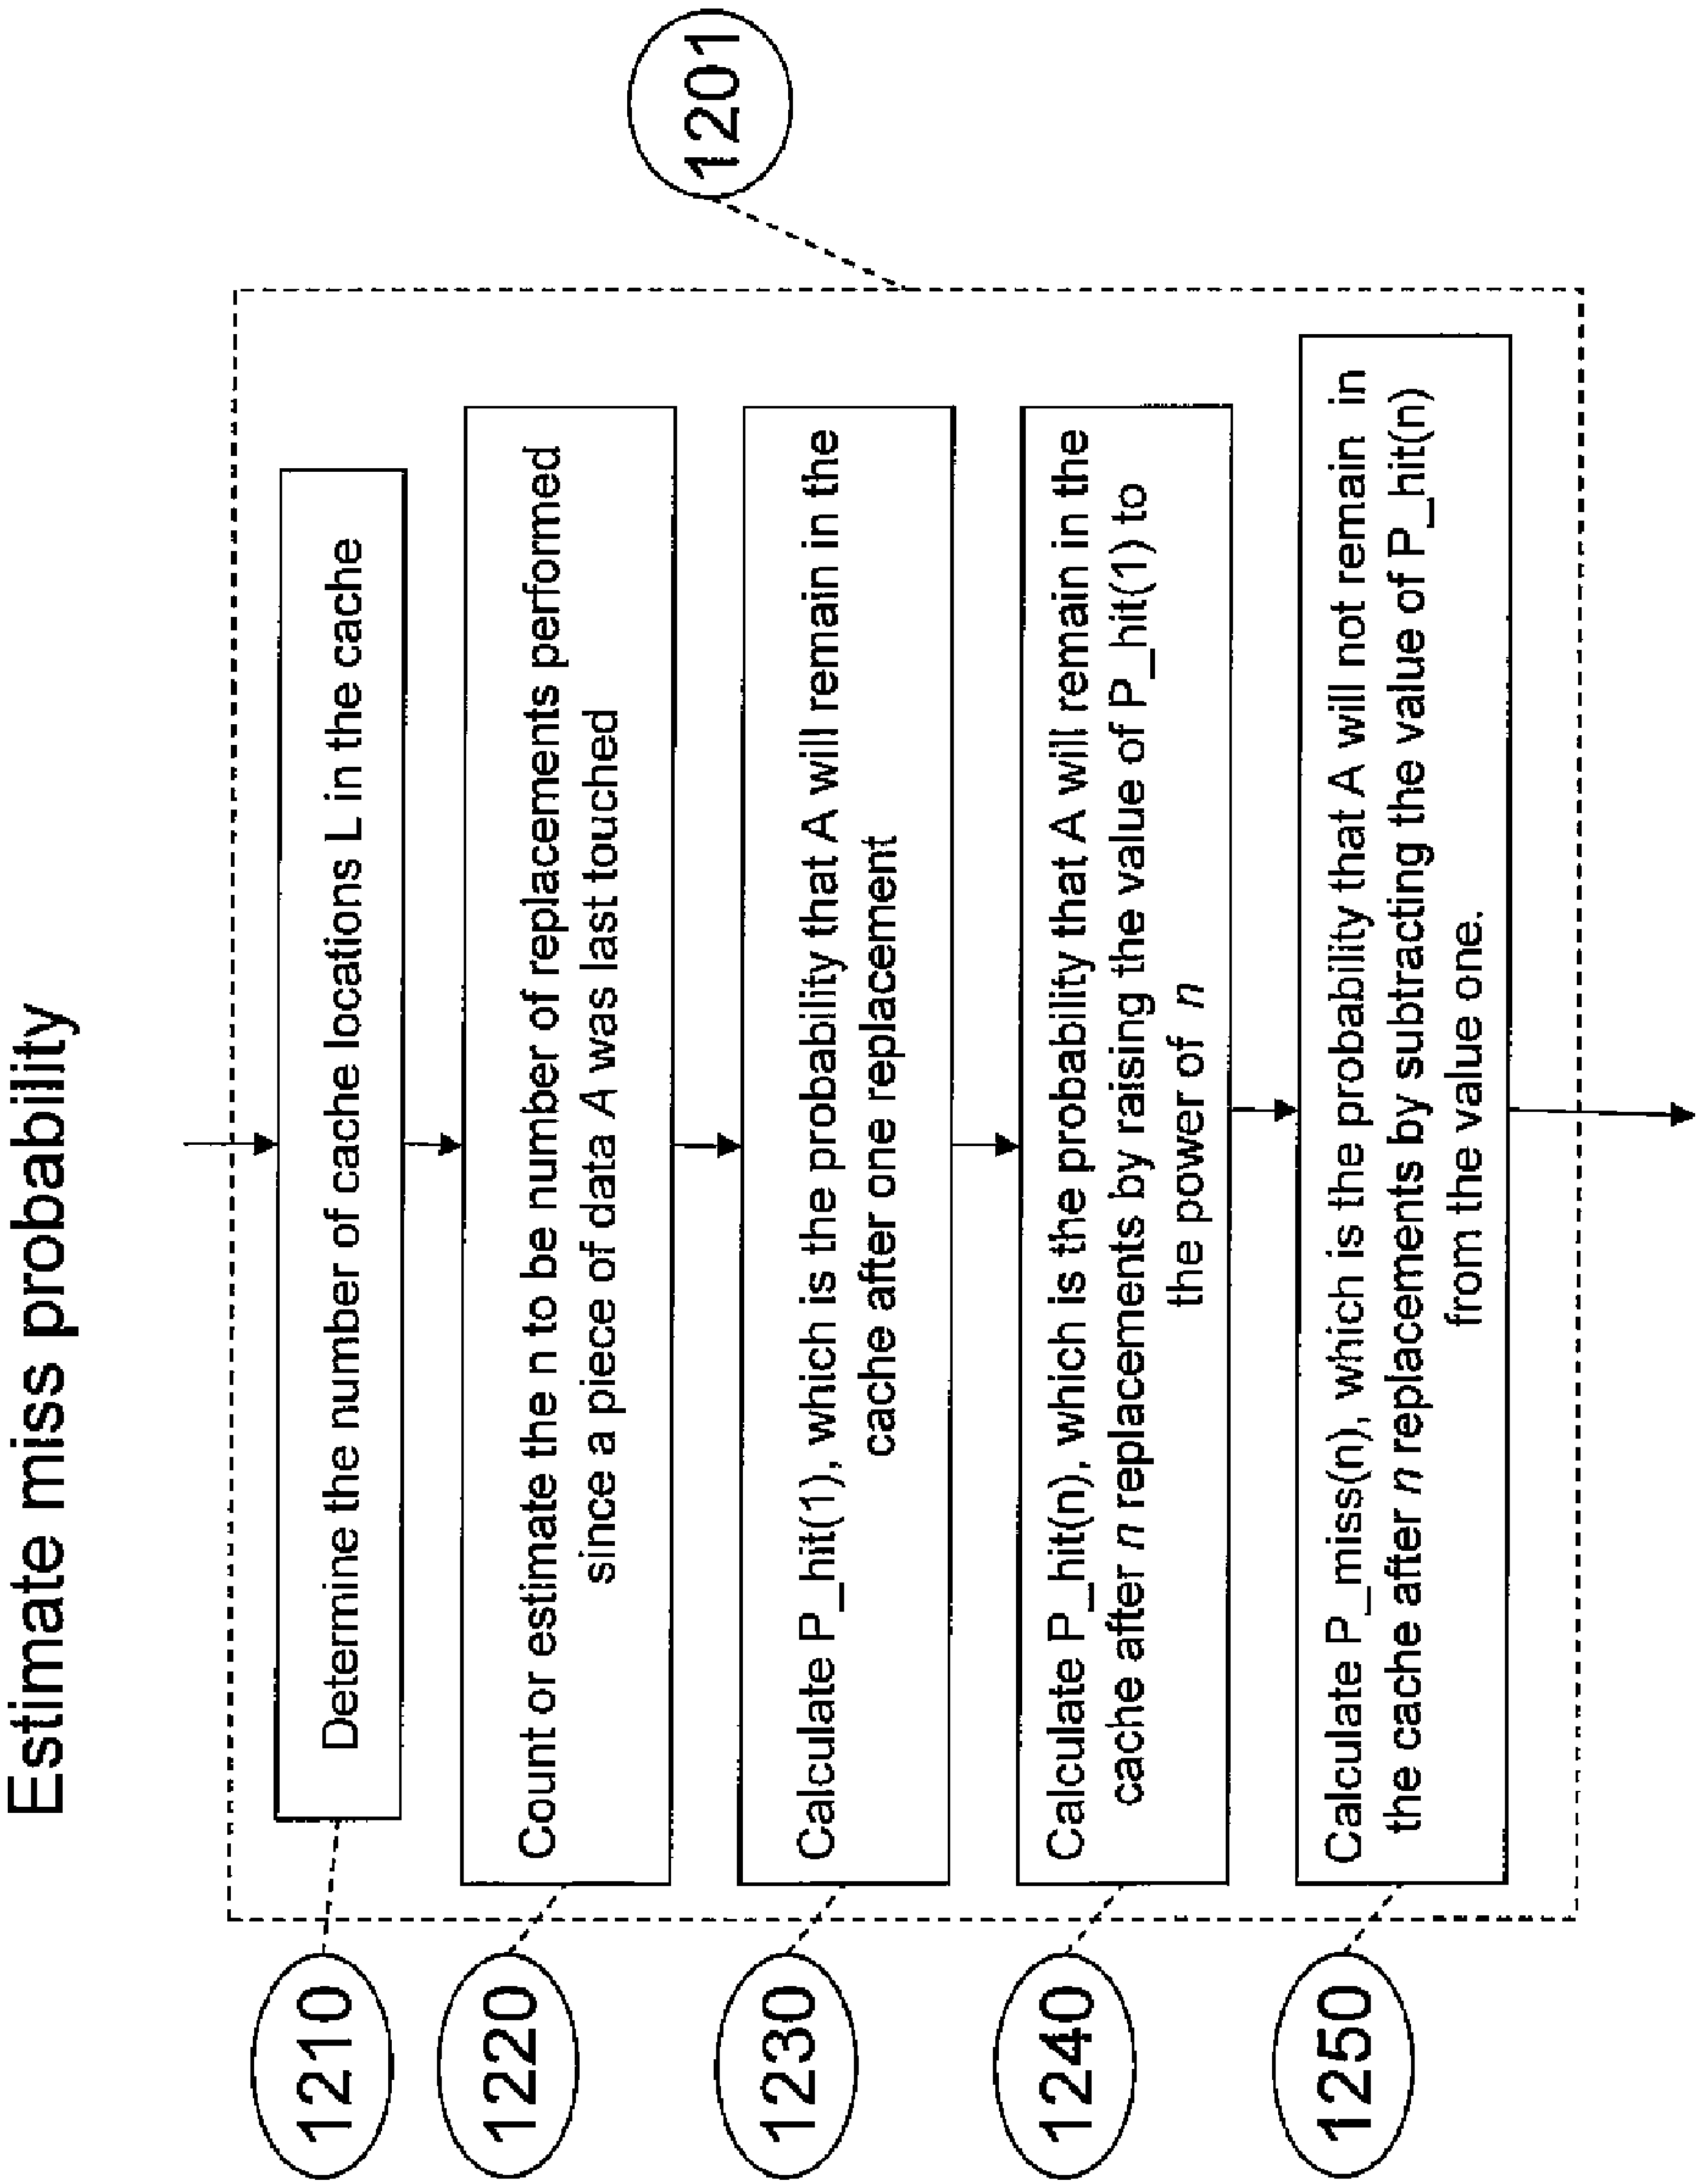 Estimate miss probability
1201
1210
Determine the number of cache locations L in the cache
1220
Count or estimate the n to be number of replacements performed
since a piece of data A was last touched
1230
Calculate P_hit(1), which is the probability that A will remain in the
cache after one replacement
1240
Calculate P_hit(n), which is the probability that A will remain in the
cache after n replacements by raising the value of P_hit(1) to
the power of n
1250
Calculate P_miss(n), which is the probability that A will not remain in
the cache after n replacements by subtracting the value of P_hit(n)
from the value one.